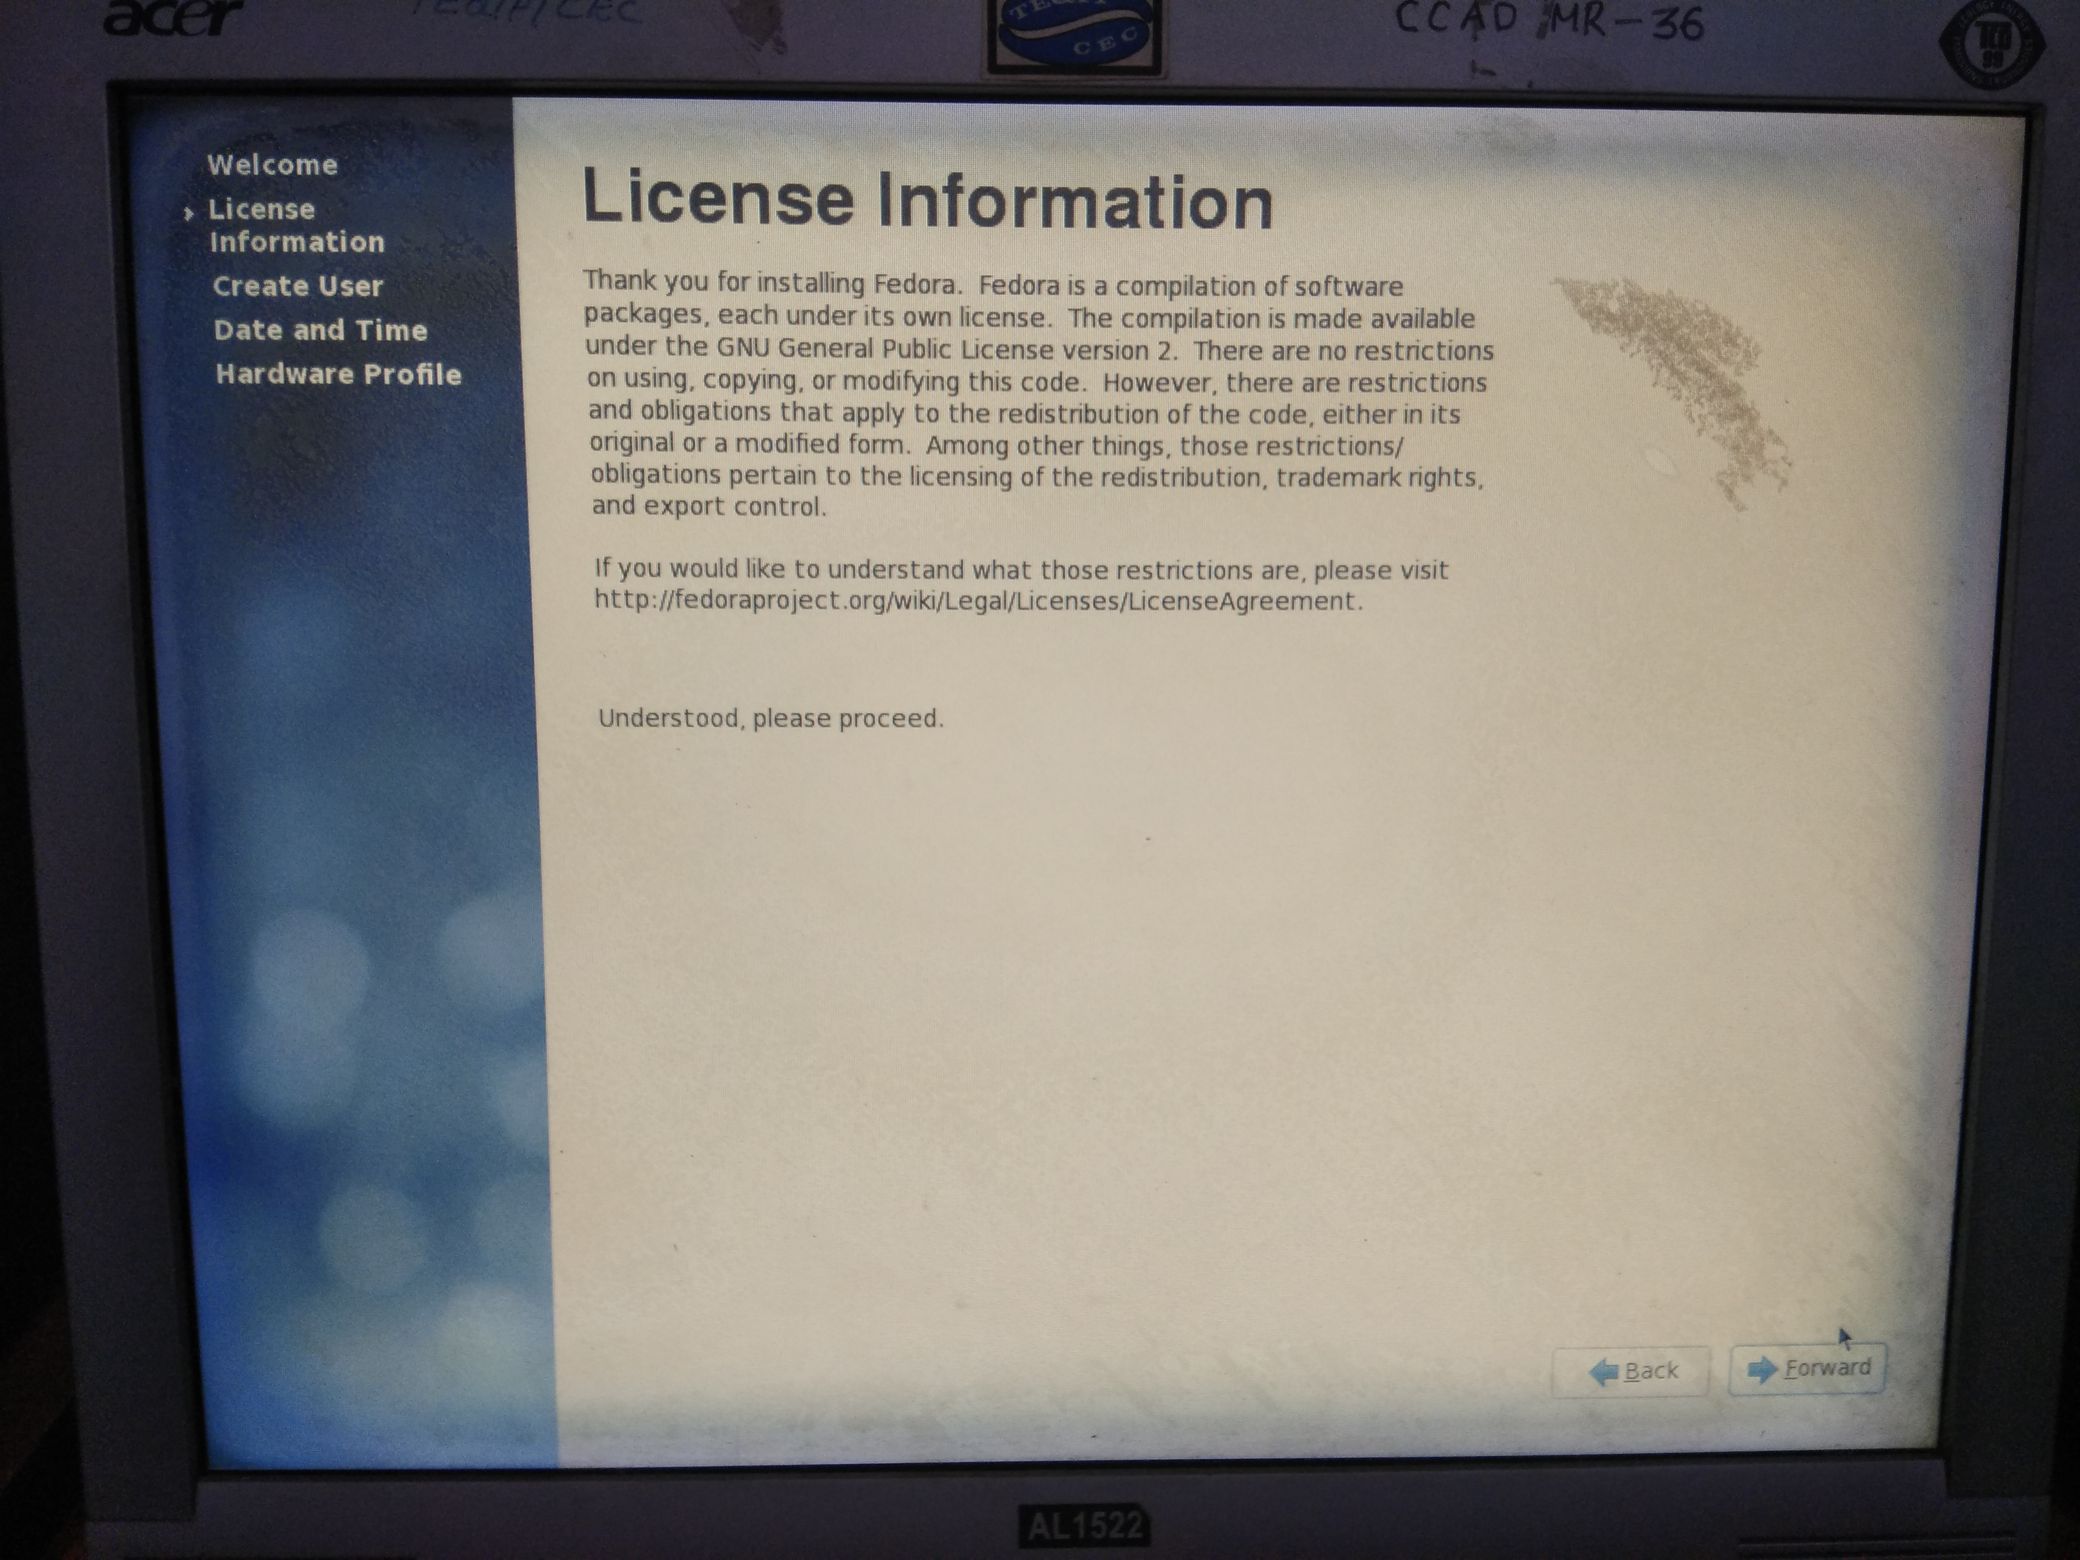 acer TEQIP/CEC
CEC
CCAD MR-36
TCO
99
Welcome
License
Information
Create User
Date and Time
Hardware Profile
License Information
Thank you for installing Fedora.  Fedora is a compilation of software
packages, each under its own license.  The compilation is made available
under the GNU General Public License version 2.  There are no restrictions
on using, copying, or modifying this code.  However, there are restrictions
and obligations that apply to the redistribution of the code, either in its
original or a modified form.  Among other things, those restrictions/
obligations pertain to the licensing of the redistribution, trademark rights,
and export control.
If you would like to understand what those restrictions are, please visit
http://fedoraproject.org/wiki/Legal/Licenses/LicenseAgreement.
Understood, please proceed.
Back
Forward
AL1522